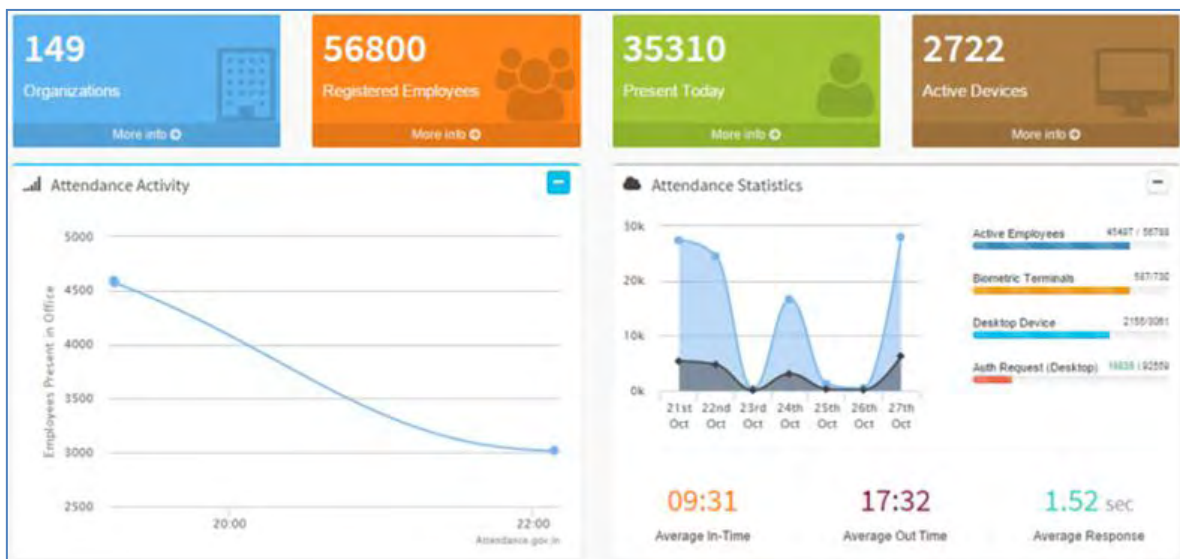 149
Organizations
More info
56800
Registered Employees
More info
35310
Present Today
More info
2722
Active Devices
More info
Attendance Activity
5000
4500
4000
3500
3000
2500
Employees Present in Office
20:00
22:00
Attendance.gov.in
Attendance Statistics
50k
20k
10k
0k
21st Oct
22nd Oct
23rd Oct
24th Oct
25th Oct
26th Oct
27th Oct
Active Employees
Biometric Terminals
Desktop Device
Auth Request (Desktop)
09:31
Average In-Time
17:32
Average Out Time
1.52 sec
Average Response